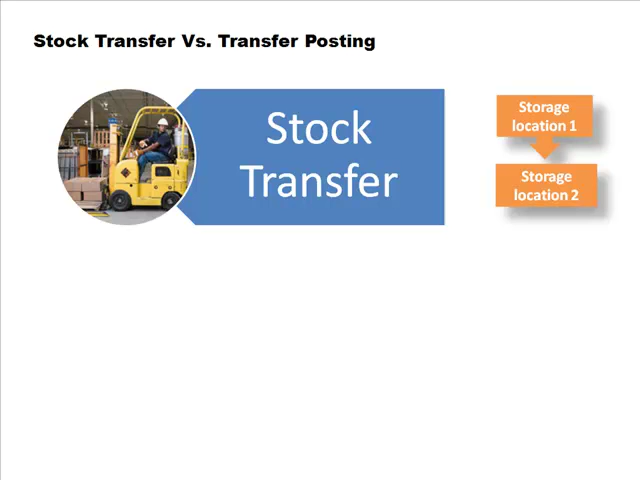 Stock Transfer Vs. Transfer Posting
Stock
Transfer
Storage
location 1
Storage
location 2